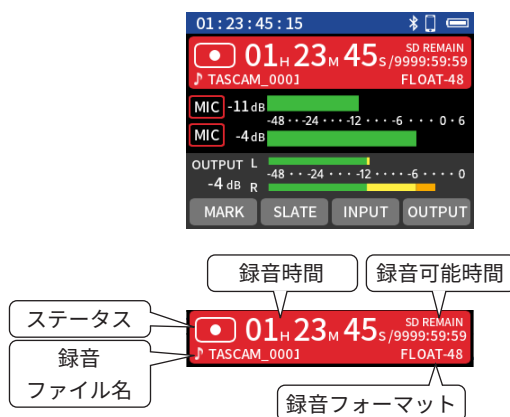 01:23:45:15
01H 23M 45S/9999:59:59
SD REMAIN
♪ TASCAM_0001 FLOAT-48
MIC -11 dB
-48・・-24・・・・-12・・・・-6・・・・0・6
MIC -4 dB
OUTPUT L
-48・・-24・・・・-12・・・・-6・・・・0
-4 dB R
MARK SLATE INPUT OUTPUT
録音時間 録音可能時間
ステータス
01H 23M 45S/9999:59:59
SD REMAIN
♪ TASCAM_0001 FLOAT-48
録音
ファイル名
録音フォーマット